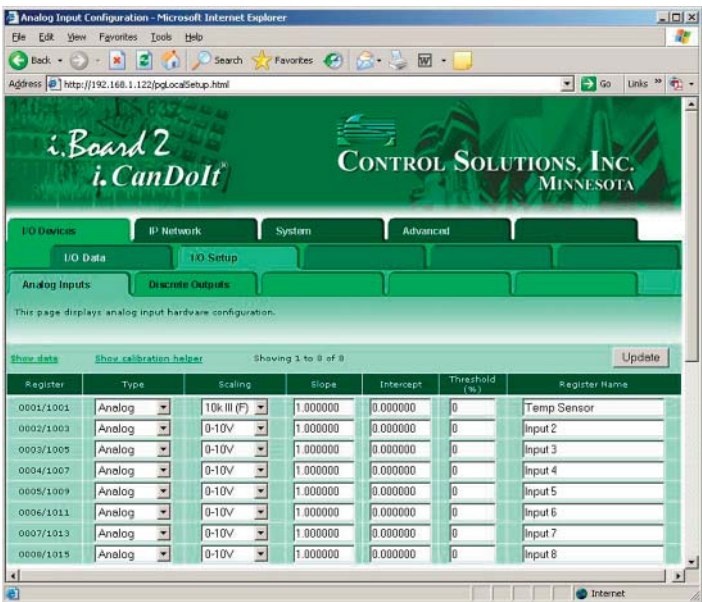 Analog Input Configuration - Microsoft Internet Explorer
File Edit View Favorites Tools Help
Back Search Favorites W
Address http://192.168.1.122/pgLocalSetup.html Go Links »
i.Board 2
i.CanDoIt®
CONTROL SOLUTIONS, INC.
MINNESOTA
I/O Devices IP Network System Advanced
I/O Data I/O Setup
Analog Inputs Discrete Outputs
This page displays analog input hardware configuration.
Show data Show calibration helper Showing 1 to 8 of 8 Update
Register Type Scaling Slope Intercept Threshold (%) Register Name
0001/1001 Analog 10k III (F) 1.000000 0.000000 0 Temp Sensor
0002/1003 Analog 0-10V 1.000000 0.000000 0 Input 2
0003/1005 Analog 0-10V 1.000000 0.000000 0 Input 3
0004/1007 Analog 0-10V 1.000000 0.000000 0 Input 4
0005/1009 Analog 0-10V 1.000000 0.000000 0 Input 5
0006/1011 Analog 0-10V 1.000000 0.000000 0 Input 6
0007/1013 Analog 0-10V 1.000000 0.000000 0 Input 7
0008/1015 Analog 0-10V 1.000000 0.000000 0 Input 8
Internet